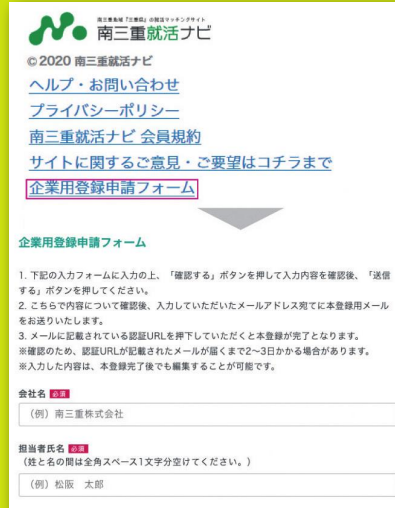 南三重地域『三重県』の就活マッチングサイト
南三重就活ナビ
©2020 南三重就活ナビ
ヘルプ・お問い合わせ
プライバシーポリシー
南三重就活ナビ 会員規約
サイトに関するご意見・ご要望はコチラまで
企業用登録申請フォーム
企業用登録申請フォーム
1. 下記の入力フォームに入力の上、「確認する」ボタンを押して入力内容を確認後、「送信
する」ボタンを押してください。
2. こちらで内容について確認後、入力していただいたメールアドレス宛てに本登録用メール
をお送りいたします。
3. メールに記載されている認証URLを押下していただくと本登録が完了となります。
※確認のため、認証URLが記載されたメールが届くまで2〜3日かかる場合があります。
※入力した内容は、本登録完了後でも編集することが可能です。
会社名 必須
（例）南三重株式会社
担当者氏名 必須
（姓と名の間は全角スペース1文字分空けてください。）
（例）松阪　太郎